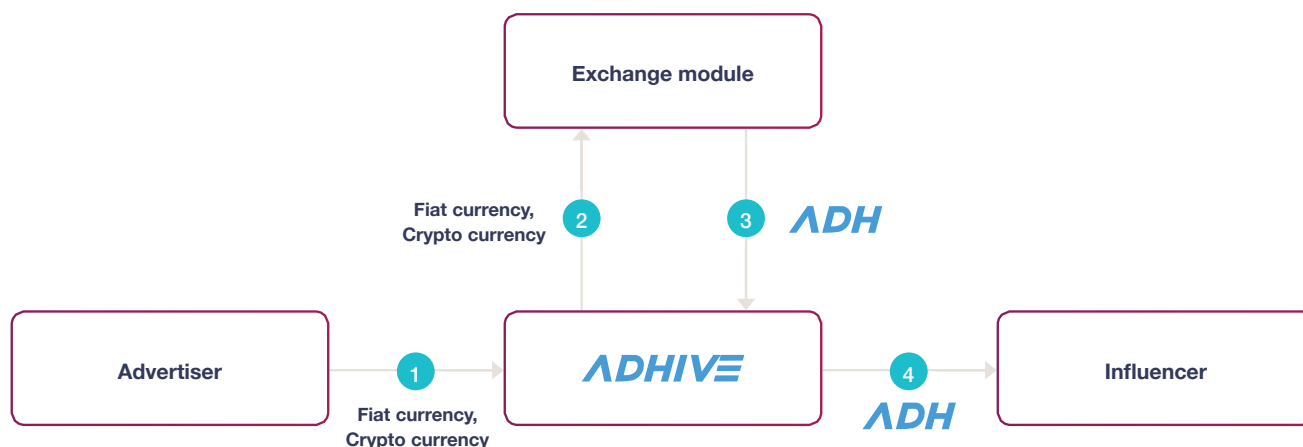 Exchange module
Fiat currency,
Crypto currency
2
3
ADH
Advertiser
1
Fiat currency,
Crypto currency
ADHIVE
4
ADH
Influencer